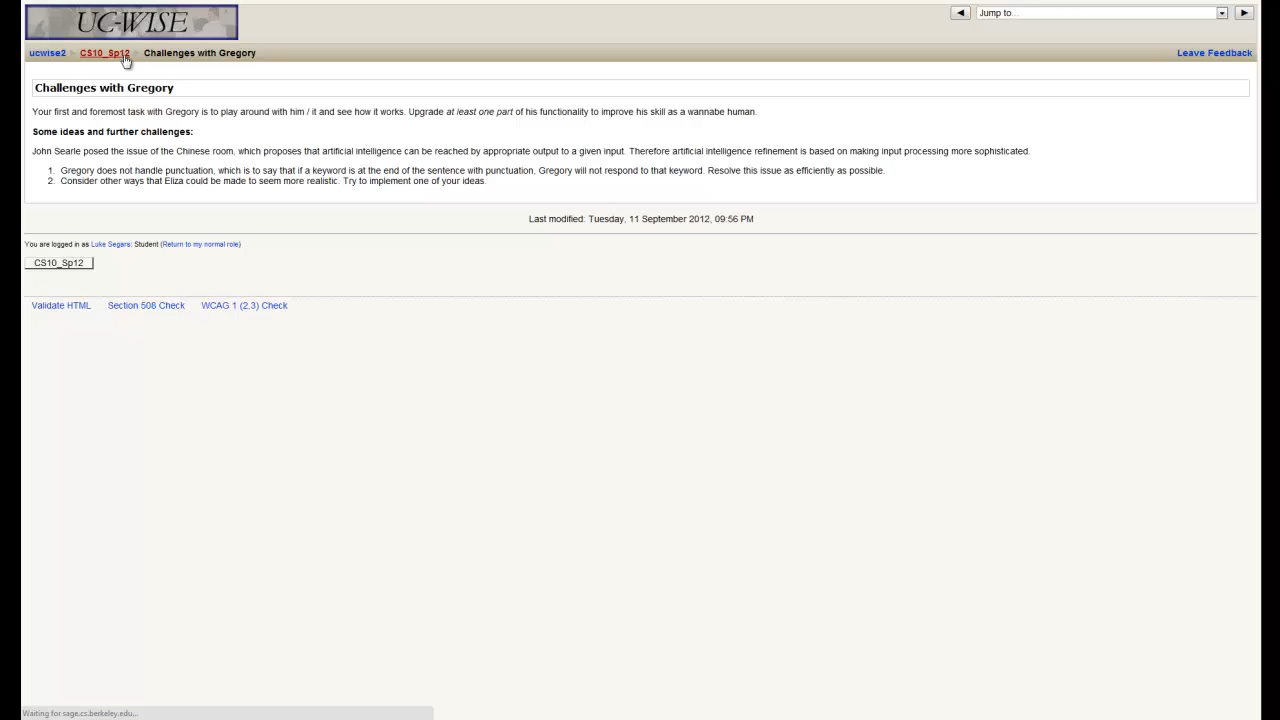 UC-WISE
Jump to...
ucwise2 ► CS10_Sp12 ► Challenges with Gregory
Leave Feedback
Challenges with Gregory
Your first and foremost task with Gregory is to play around with him / it and see how it works. Upgrade at least one part of his functionality to improve his skill as a wannabe human.
Some ideas and further challenges:
John Searle posed the issue of the Chinese room, which proposes that artificial intelligence can be reached by appropriate output to a given input. Therefore artificial intelligence refinement is based on making input processing more sophisticated.
1. Gregory does not handle punctuation, which is to say that if a keyword is at the end of the sentence with punctuation, Gregory will not respond to that keyword. Resolve this issue as efficiently as possible.
2. Consider other ways that Eliza could be made to seem more realistic. Try to implement one of your ideas.
Last modified: Tuesday, 11 September 2012, 09:56 PM
You are logged in as Luke Segars: Student (Return to my normal role)
CS10_Sp12
Validate HTML Section 508 Check WCAG 1 (2,3) Check
Waiting for sage.cs.berkeley.edu...